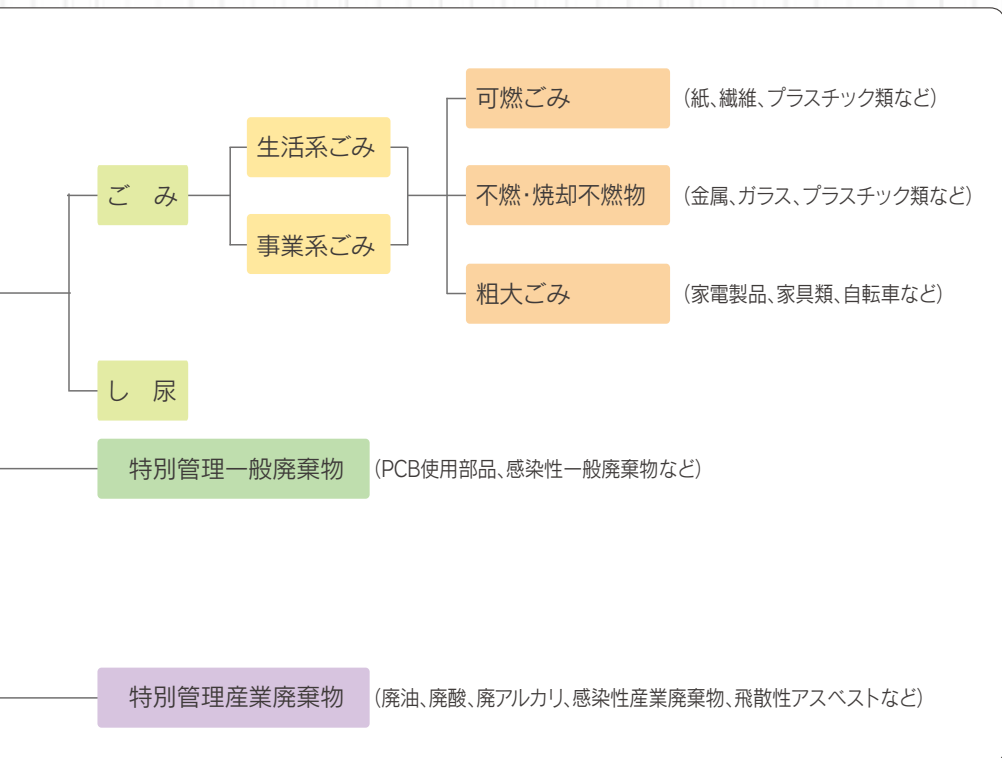 可燃ごみ (紙、繊維、プラスチック類など)
生活系ごみ
ご み
不燃・焼却不燃物 (金属、ガラス、プラスチック類など)
事業系ごみ
粗大ごみ (家電製品、家具類、自転車など)
し 尿
特別管理一般廃棄物 (PCB使用部品、感染性一般廃棄物など)
特別管理産業廃棄物 (廃油、廃酸、廃アルカリ、感染性産業廃棄物、飛散性アスベストなど)